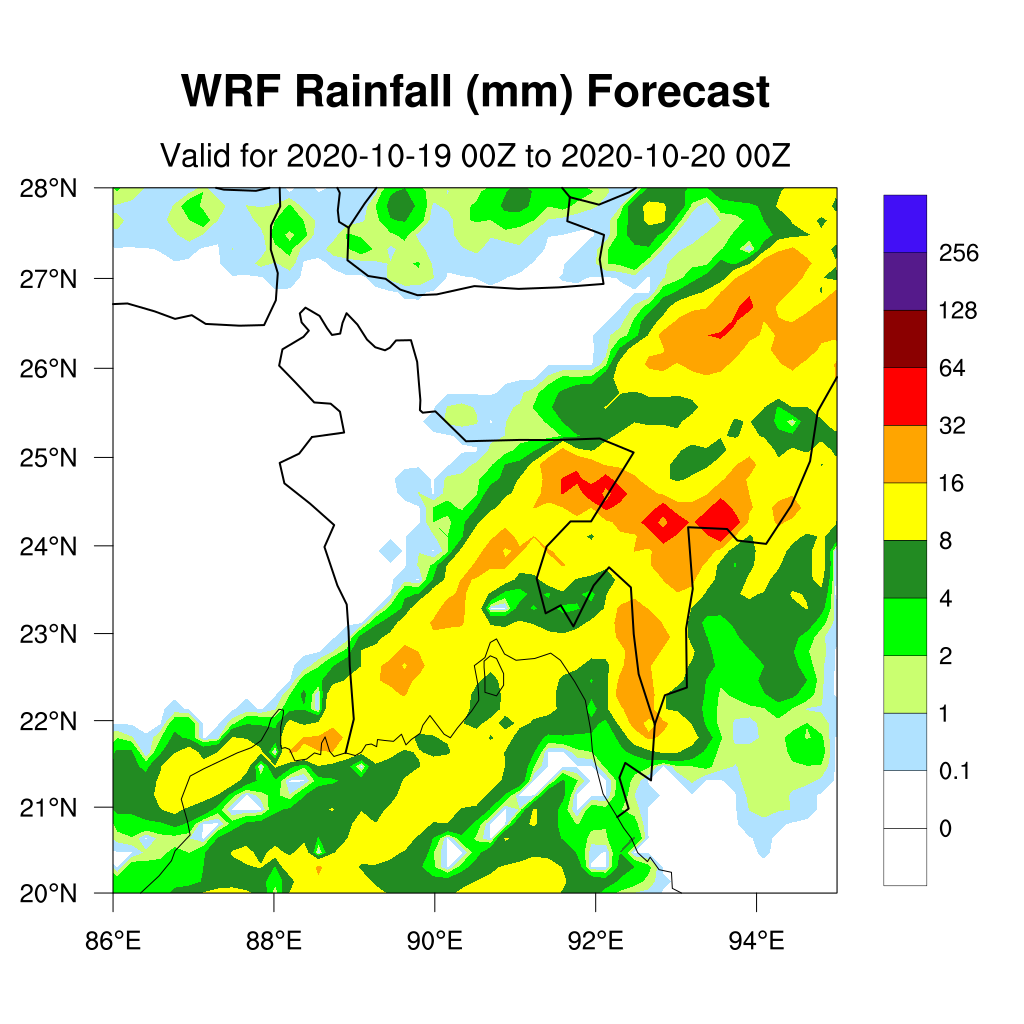 WRF Rainfall (mm) Forecast
Valid for 2020-10-19 00Z to 2020-10-20 00Z
28°N
27°N
26°N
25°N
24°N
23°N
22°N
21°N
20°N
86°E 88°E 90°E 92°E 94°E
256
128
64
32
16
8
4
2
1
0.1
0